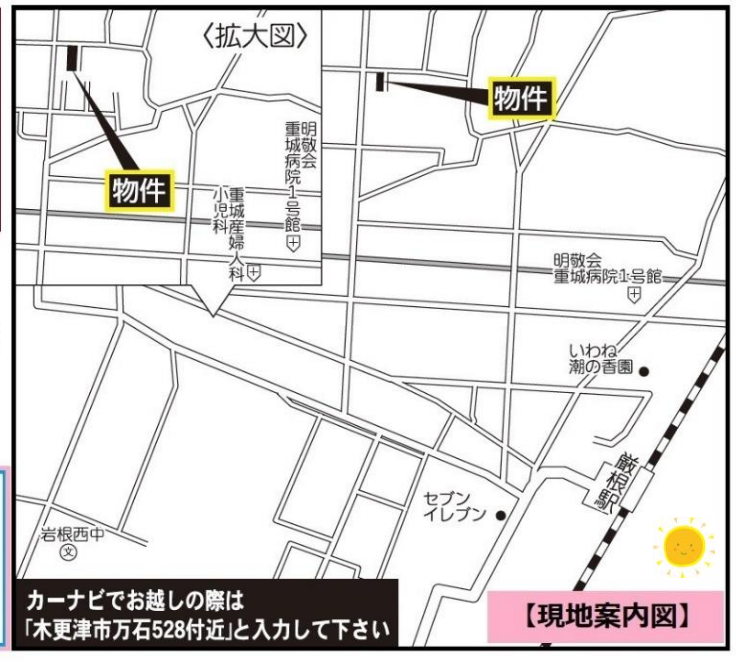 〈拡大図〉
物件
明敬会
重城病院1号館
重城産婦人科
小児科
物件
明敬会
重城病院1号館
いわね
潮の香園
巌根駅
セブン
イレブン
岩根西中
文
カーナビでお越しの際は
「木更津市万石528付近」と入力して下さい
【現地案内図】